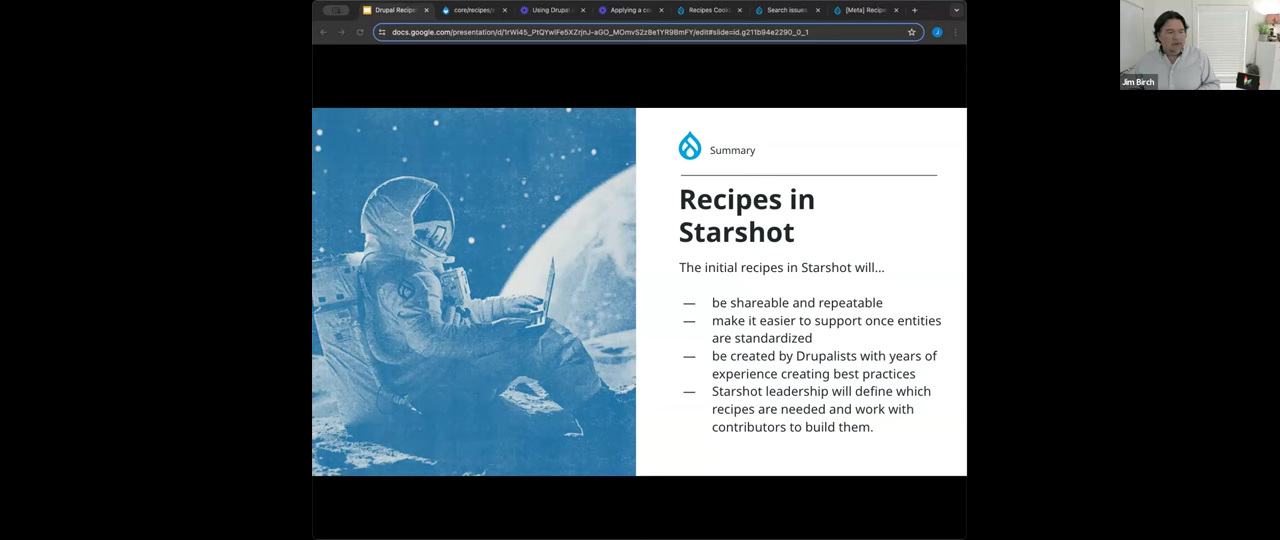 Drupal Recipe
core/recipes/s
Using Drupal
Applying a co
Recipes Cook
Search issues
[Meta] Recipe
docs.google.com/presentation/d/1rWi45_PtQYwiFe5XZrjnJ-aGO_MOmvS2z8e1YR9BmFY/edit#slide=id.g211b94e2290_0_1
J
Jim Birch
Summary
Recipes in
Starshot
The initial recipes in Starshot will...
— be shareable and repeatable
— make it easier to support once entities
are standardized
— be created by Drupalists with years of
experience creating best practices
— Starshot leadership will define which
recipes are needed and work with
contributors to build them.